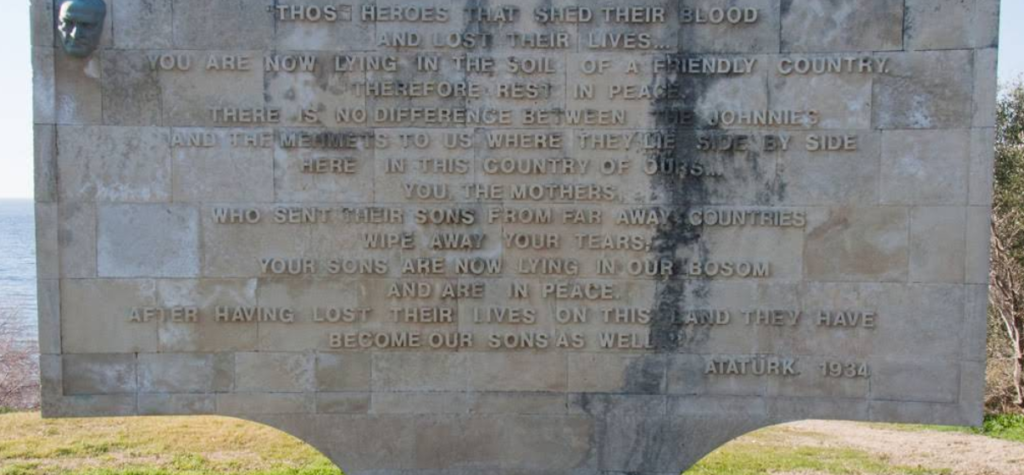 THOS HEROES THAT SHED THEIR BLOOD
AND LOST THEIR LIVES...
YOU ARE NOW LYING IN THE SOIL OF A FRIENDLY COUNTRY.
THEREFORE REST IN PEACE.
THERE IS NO DIFFERENCE BETWEEN THE JOHNNIES
AND THE MEHMETS TO US WHERE THEY LIE SIDE BY SIDE
HERE IN THIS COUNTRY OF OURS...
YOU, THE MOTHERS,
WHO SENT THEIR SONS FROM FAR AWAY COUNTRIES
WIPE AWAY YOUR TEARS;
YOUR SONS ARE NOW LYING IN OUR BOSOM
AND ARE IN PEACE.
AFTER HAVING LOST THEIR LIVES ON THIS LAND THEY HAVE
BECOME OUR SONS AS WELL
ATATÜRK 1934